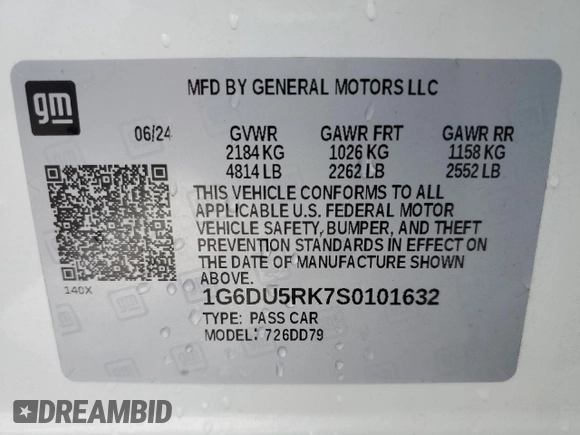 gm
MFD BY GENERAL MOTORS LLC
06/24 GVWR GAWR FRT GAWR RR
2184 KG 1026 KG 1158 KG
4814 LB 2262 LB 2552 LB
THIS VEHICLE CONFORMS TO ALL
APPLICABLE U.S. FEDERAL MOTOR
VEHICLE SAFETY, BUMPER, AND THEFT
PREVENTION STANDARDS IN EFFECT ON
THE DATE OF MANUFACTURE SHOWN
ABOVE.
140X
1G6DU5RK7S0101632
TYPE: PASS CAR
MODEL: 726DD79
DREAMBID